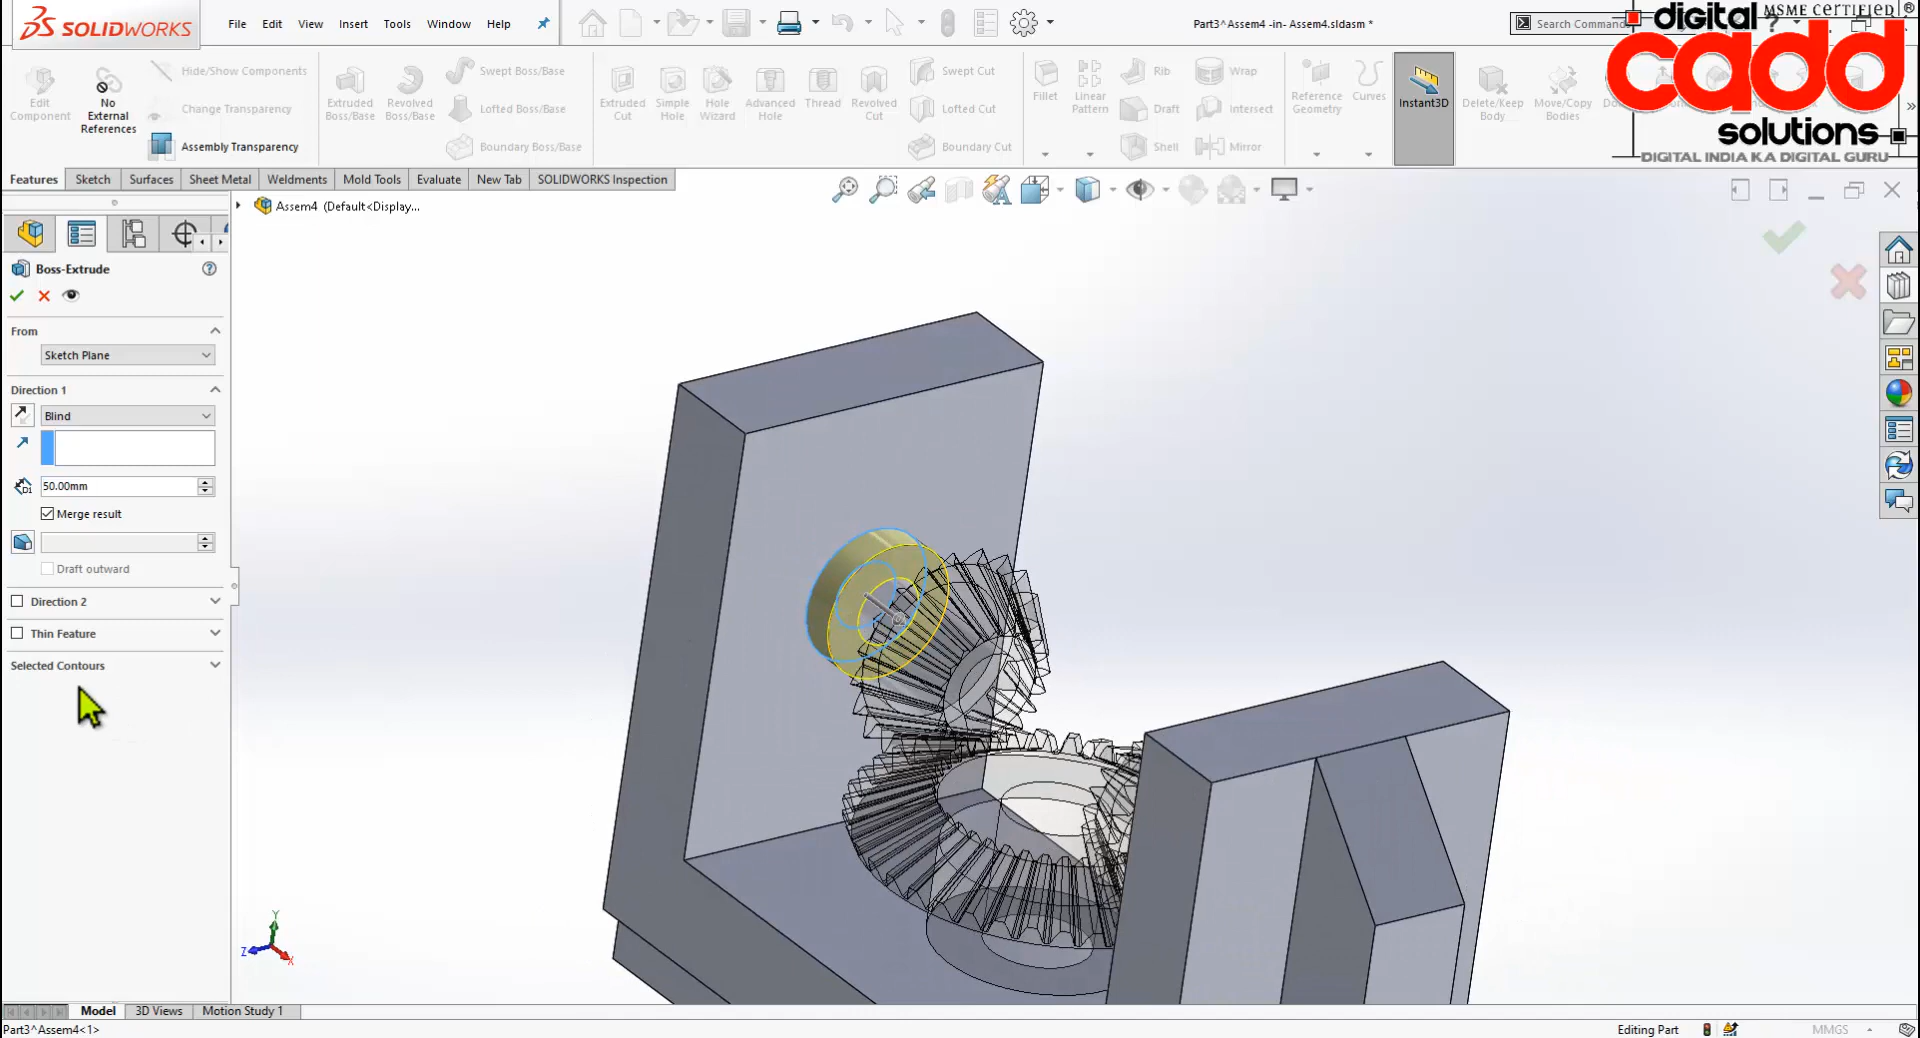 SOLIDWORKS
File Edit View Insert Tools Window Help
Part3^Assem4 -in- Assem4.sldasm *
Search Command
digital MSME CERTIFIED ®
cadd
solutions
DIGITAL INDIA KA DIGITAL GURU
Edit Component
No External References
Hide/Show Components
Change Transparency
Assembly Transparency
Extruded Boss/Base
Revolved Boss/Base
Swept Boss/Base
Lofted Boss/Base
Boundary Boss/Base
Extruded Cut
Simple Hole
Hole Wizard
Advanced Hole
Thread
Revolved Cut
Swept Cut
Lofted Cut
Boundary Cut
Fillet
Linear Pattern
Rib
Draft
Shell
Wrap
Intersect
Mirror
Reference Geometry
Curves
Instant3D
Delete/Keep Body
Move/Copy Bodies
Features Sketch Surfaces Sheet Metal Weldments Mold Tools Evaluate New Tab SOLIDWORKS Inspection
Assem4 (Default<Display...
Boss-Extrude
From
Sketch Plane
Direction 1
Blind
D1
50.00mm
Merge result
Draft outward
Direction 2
Thin Feature
Selected Contours
Y
Z
X
Model 3D Views Motion Study 1
Part3^Assem4<1>
Editing Part
MMGS